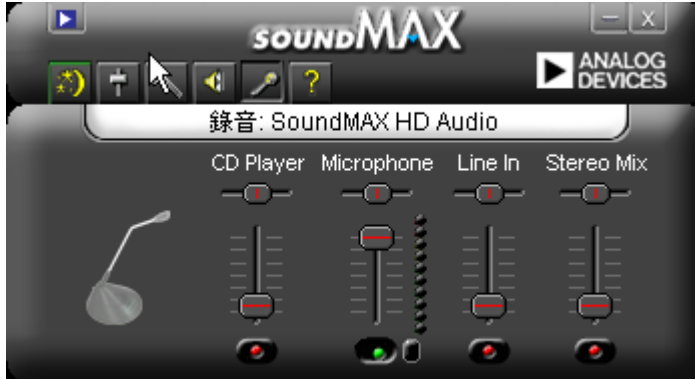 SOUNDMAX
ANALOG
DEVICES
?
錄音: SoundMAX HD Audio
CD Player Microphone Line In Stereo Mix